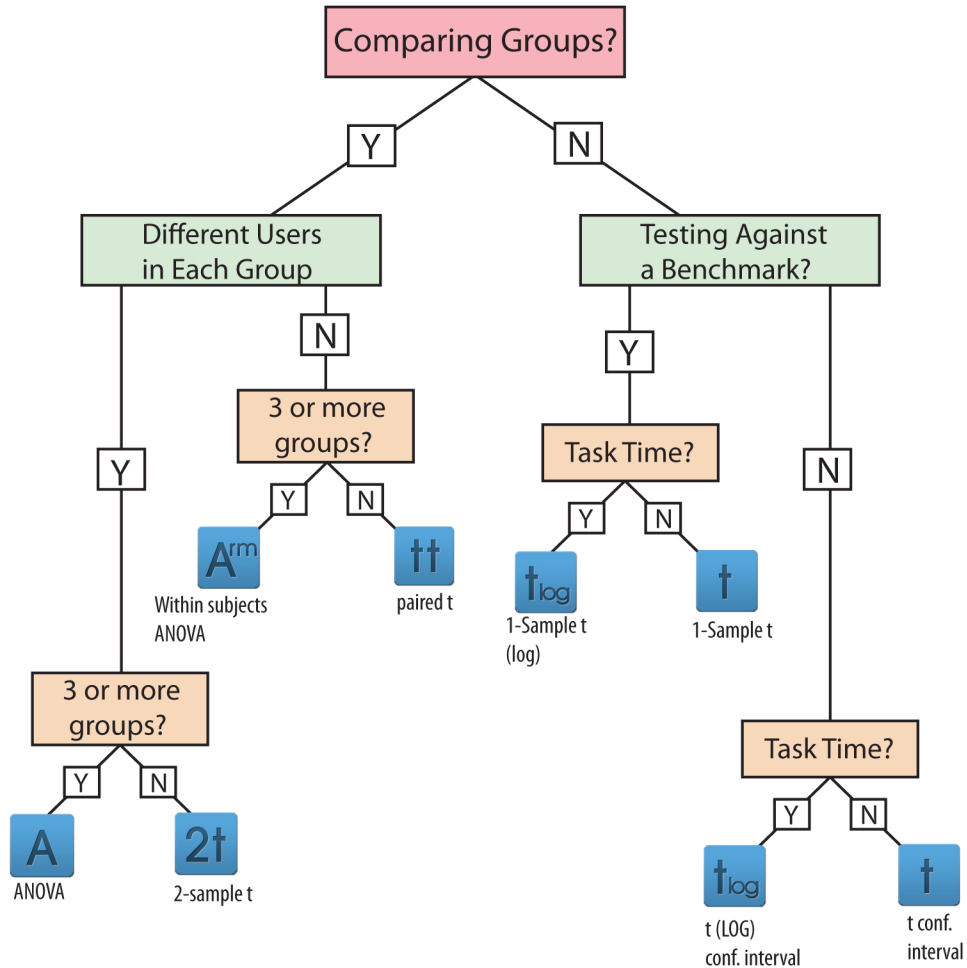 Comparing Groups?
Y
N
Different Users
in Each Group
Testing Against
a Benchmark?
N
Y
3 or more
groups?
Task Time?
Y
N
Y
N
Y
N
Arm
tt
tlog
t
Within subjects
ANOVA
paired t
1-Sample t
(log)
1-Sample t
3 or more
groups?
Task Time?
Y
N
Y
N
A
2t
tlog
t
ANOVA
2-sample t
t (LOG)
conf. interval
t conf.
interval